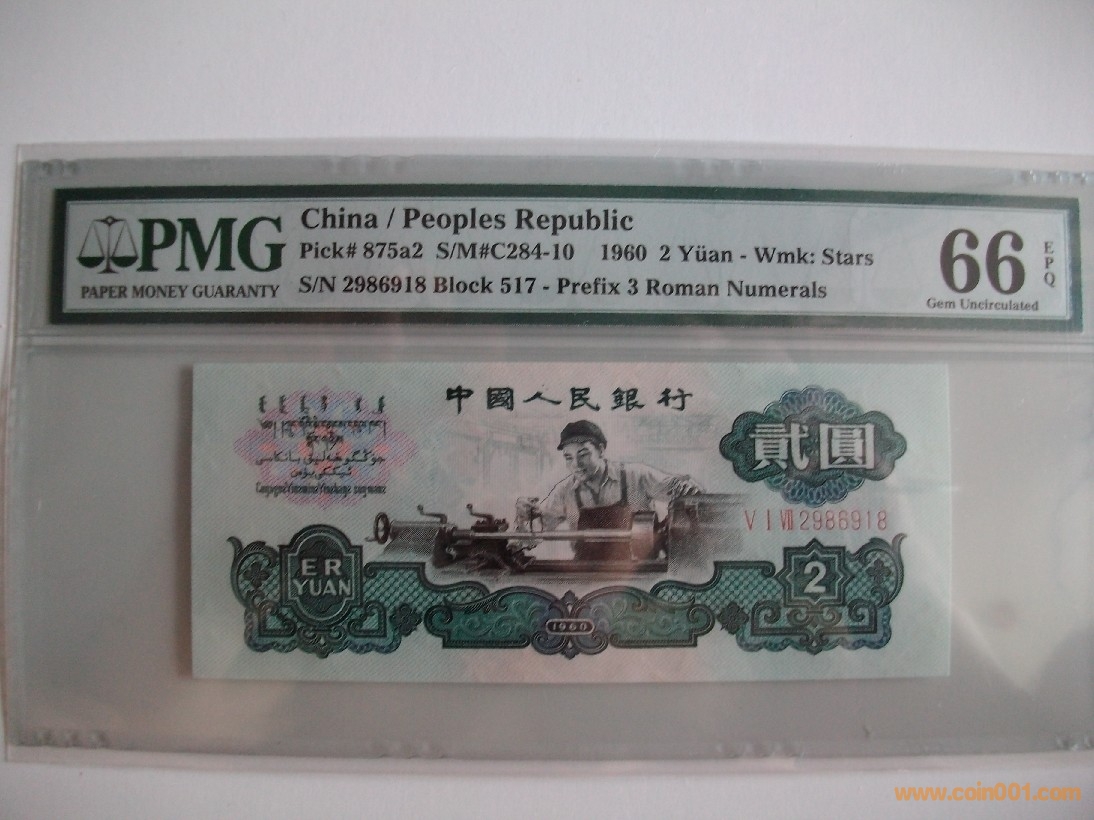 China / Peoples Republic
PMG
Pick# 875a2 S/M#C284-10 1960 2 Yüan - Wmk: Stars
PAPER MONEY GUARANTY
S/N 2986918 Block 517 - Prefix 3 Roman Numerals
66
EPQ
Gem Uncirculated
中國人民銀行
貳圓
V I VII 2986918
ER
YUAN
2
1960
www.coin001.com